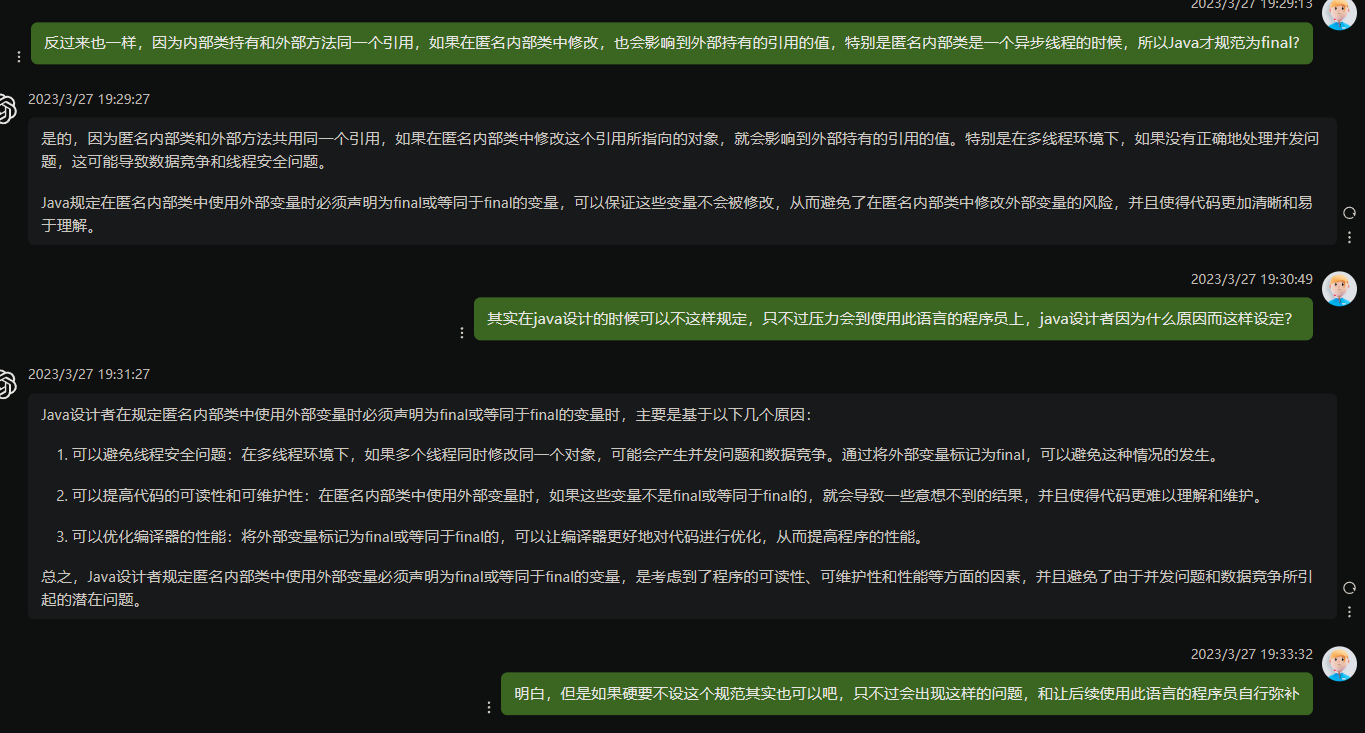 2023/3/27 19:29:13
反过来也一样，因为内部类持有和外部方法同一个引用，如果在匿名内部类中修改，也会影响到外部持有的引用的值，特别是匿名内部类是一个异步线程的时候，所以Java才规范为final?
2023/3/27 19:29:27
是的，因为匿名内部类和外部方法共用同一个引用，如果在匿名内部类中修改这个引用所指向的对象，就会影响到外部持有的引用的值。特别是在多线程环境下，如果没有正确地处理并发问
题，这可能导致数据竞争和线程安全问题。
Java规定在匿名内部类中使用外部变量时必须声明为final或等同于final的变量，可以保证这些变量不会被修改，从而避免了在匿名内部类中修改外部变量的风险，并且使得代码更加清晰和易
于理解。
2023/3/27 19:30:49
其实在java设计的时候可以不这样规定，只不过压力会到使用此语言的程序员上，java设计者因为什么原因而这样设定?
2023/3/27 19:31:27
Java设计者在规定匿名内部类中使用外部变量时必须声明为final或等同于final的变量时，主要是基于以下几个原因：
1. 可以避免线程安全问题：在多线程环境下，如果多个线程同时修改同一个对象，可能会产生并发问题和数据竞争。通过将外部变量标记为final，可以避免这种情况的发生。
2. 可以提高代码的可读性和可维护性：在匿名内部类中使用外部变量时，如果这些变量不是final或等同于final的，就会导致一些意想不到的结果，并且使得代码更难以理解和维护。
3. 可以优化编译器的性能：将外部变量标记为final或等同于final的，可以让编译器更好地对代码进行优化，从而提高程序的性能。
总之，Java设计者规定匿名内部类中使用外部变量必须声明为final或等同于final的变量，是考虑到了程序的可读性、可维护性和性能等方面的因素，并且避免了由于并发问题和数据竞争所引
起的潜在问题。
2023/3/27 19:33:32
明白，但是如果硬要不设这个规范其实也可以吧，只不过会出现这样的问题，和让后续使用此语言的程序员自行弥补